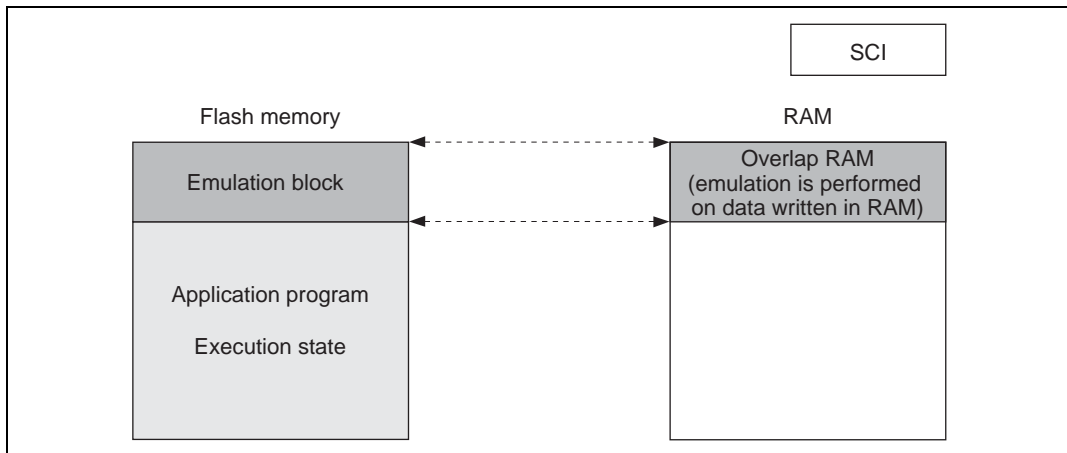 SCI
Flash memory
RAM
Emulation block
Overlap RAM
(emulation is performed
on data written in RAM)
Application program
Execution state